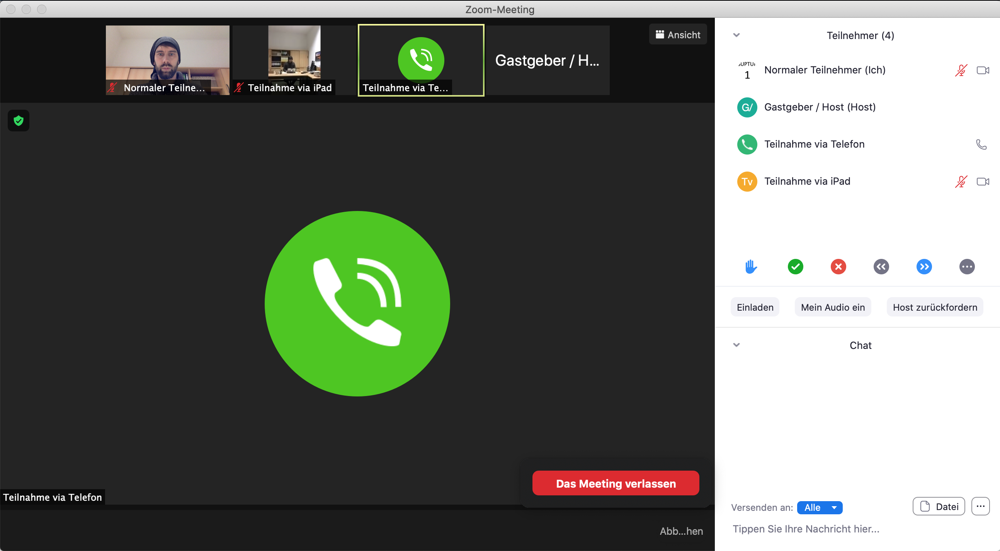 Zoom-Meeting
Normaler Teilne...
Teilnahme via iPad
Teilnahme via Te...
Gastgeber / H...
Ansicht
Teilnahme via Telefon
Das Meeting verlassen
Abb...hen
Teilnehmer (4)
1
Normaler Teilnehmer (Ich)
G/
Gastgeber / Host (Host)
Teilnahme via Telefon
Tv
Teilnahme via iPad
Einladen
Mein Audio ein
Host zurückfordern
Chat
Versenden an:
Alle
Datei
Tippen Sie Ihre Nachricht hier...